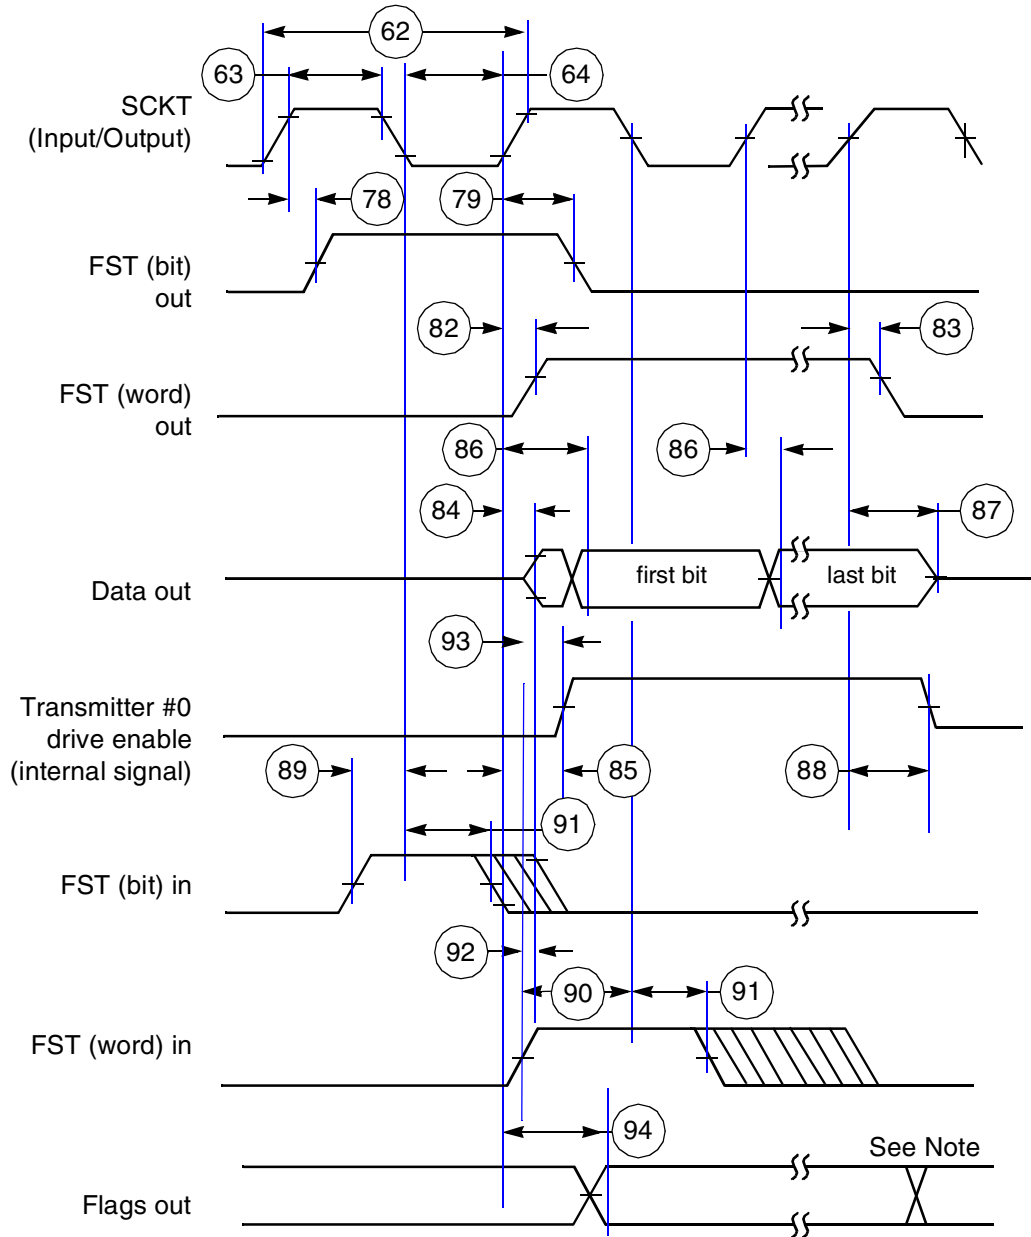 62
63
64
SCKT
(Input/Output)
78
79
FST (bit)
out
82
83
FST (word)
out
86
86
84
87
first bit
last bit
Data out
93
Transmitter #0
drive enable
(internal signal)
89
85
88
91
FST (bit) in
92
90
91
FST (word) in
94
See Note
Flags out